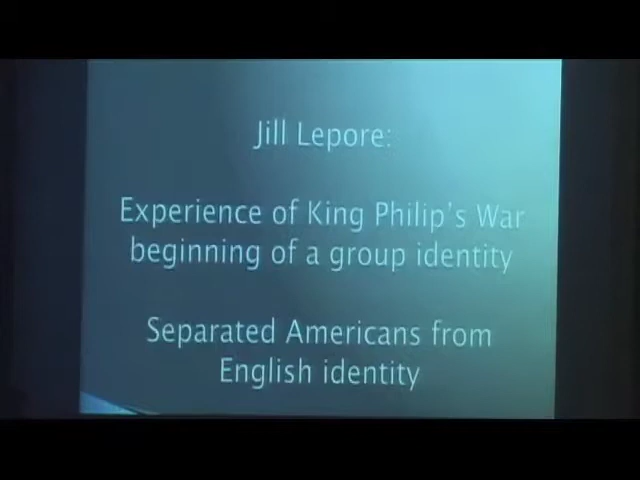 Jill Lepore:
Experience of King Philip's War
beginning of a group identity
Separated Americans from
English identity